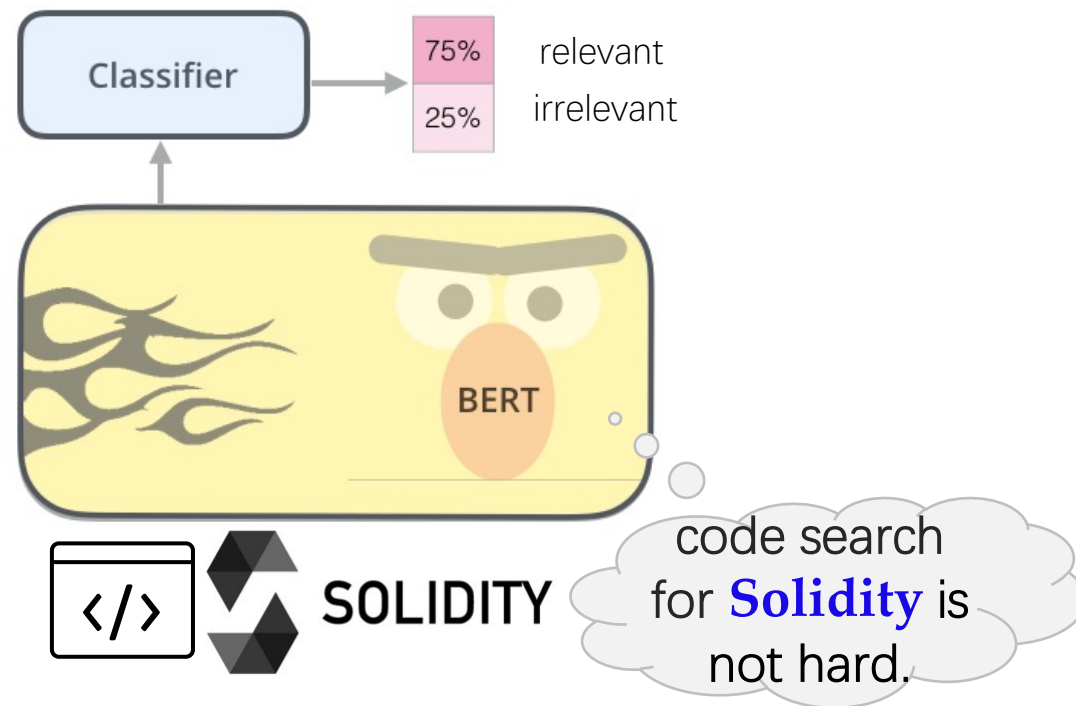 Classifier
75%
relevant
25%
irrelevant
BERT
</>
SOLIDITY
code search
for Solidity is
not hard.